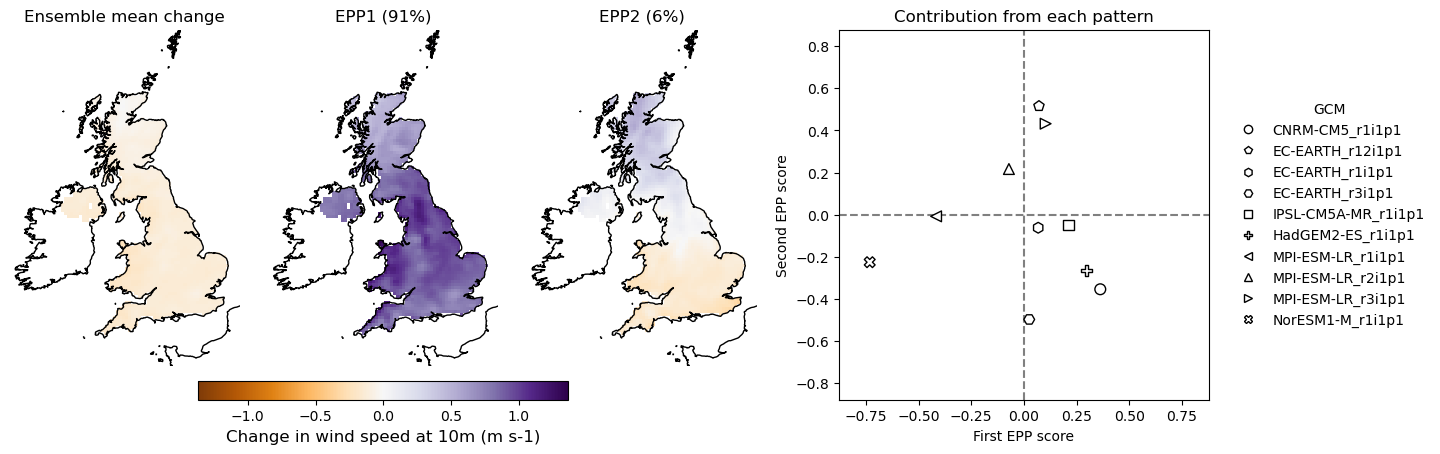 Ensemble mean change
EPP1 (91%)
EPP2 (6%)
−1.0
−0.5
0.0
0.5
1.0
Change in wind speed at 10m (m s-1)
Contribution from each pattern
Second EPP score
0.8
0.6
0.4
0.2
0.0
−0.2
−0.4
−0.6
−0.8
−0.75
−0.50
−0.25
0.00
0.25
0.50
0.75
First EPP score
GCM
CNRM-CM5_r1i1p1
EC-EARTH_r12i1p1
EC-EARTH_r1i1p1
EC-EARTH_r3i1p1
IPSL-CM5A-MR_r1i1p1
HadGEM2-ES_r1i1p1
MPI-ESM-LR_r1i1p1
MPI-ESM-LR_r2i1p1
MPI-ESM-LR_r3i1p1
NorESM1-M_r1i1p1